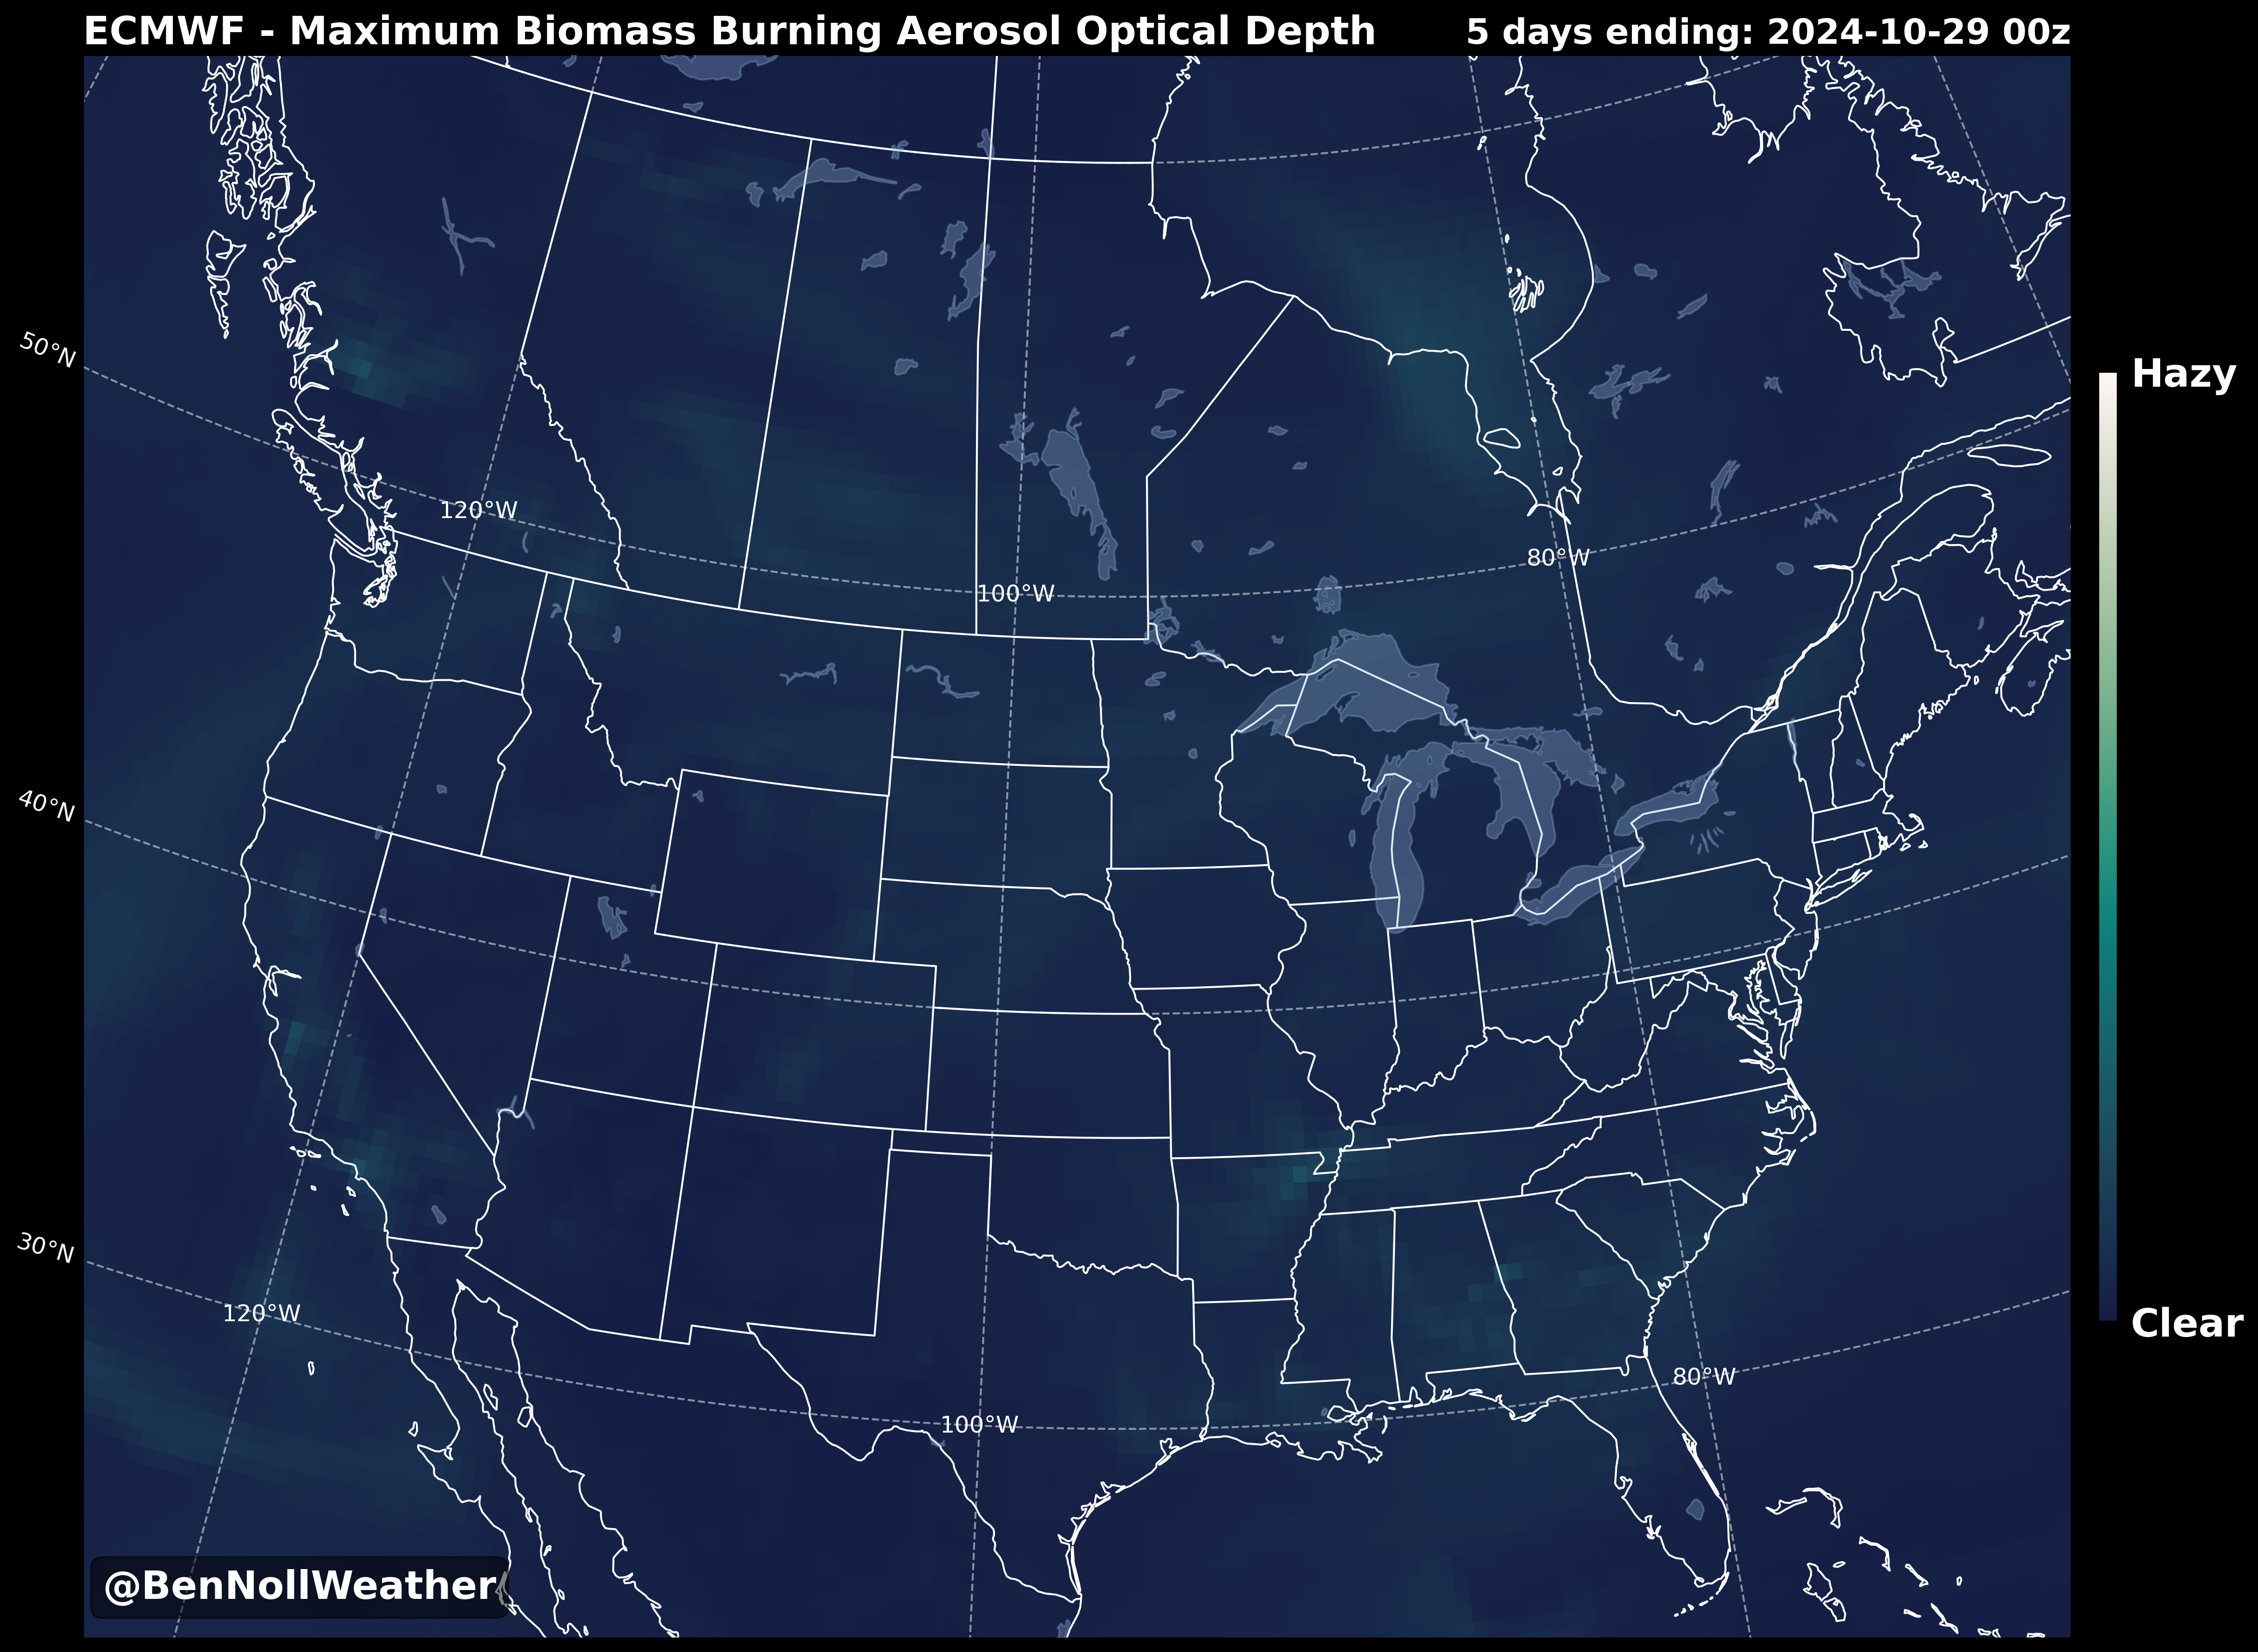 ECMWF - Maximum Biomass Burning Aerosol Optical Depth
5 days ending: 2024-10-29 00z
50°N
Hazy
120°W
80°W
100°W
40°N
30°N
120°W
Clear
80°W
100°W
@BenNollWeather